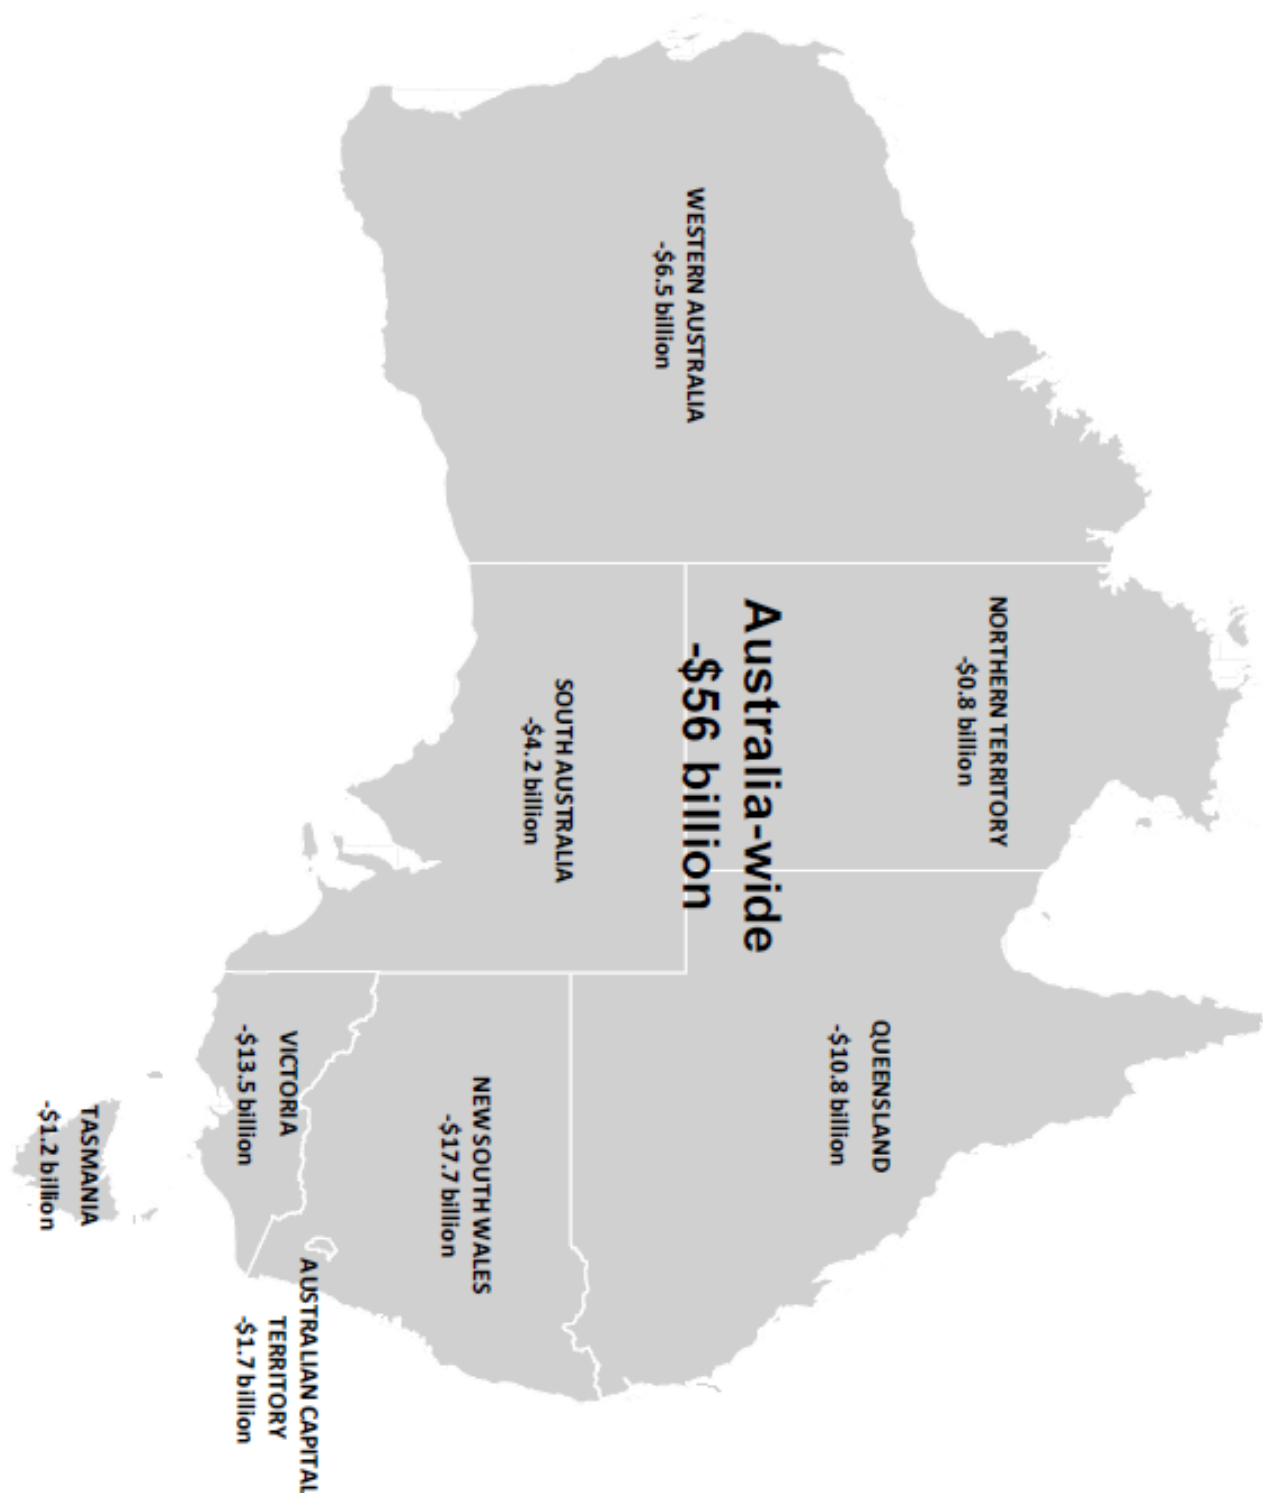 WESTERN AUSTRALIA
-$6.5 billion
NORTHERN TERRITORY
-$0.8 billion
Australia-wide
-$56 billion
SOUTH AUSTRALIA
-$4.2 billion
QUEENSLAND
-$10.8 billion
NEW SOUTH WALES
-$17.7 billion
VICTORIA
-$13.5 billion
AUSTRALIAN CAPITAL
TERRITORY
-$1.7 billion
TASMANIA
-$1.2 billion